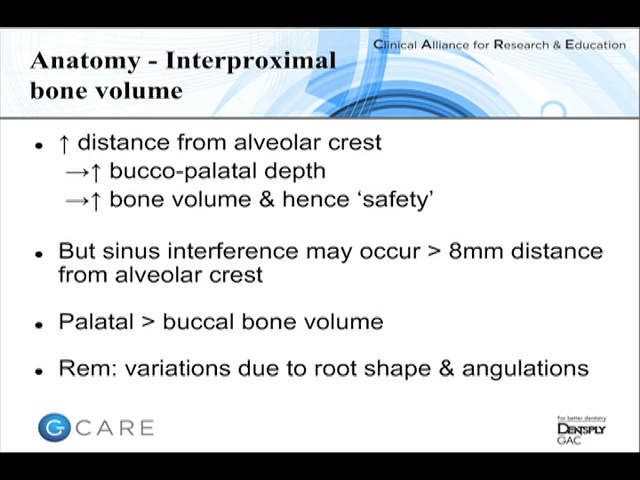 Clinical Alliance for Research & Education
Anatomy - Interproximal
bone volume
• ↑ distance from alveolar crest
→↑ bucco-palatal depth
→↑ bone volume & hence ‘safety’
• But sinus interference may occur > 8mm distance
from alveolar crest
• Palatal > buccal bone volume
• Rem: variations due to root shape & angulations
G CARE
For better dentistry
DENTSPLY
GAC